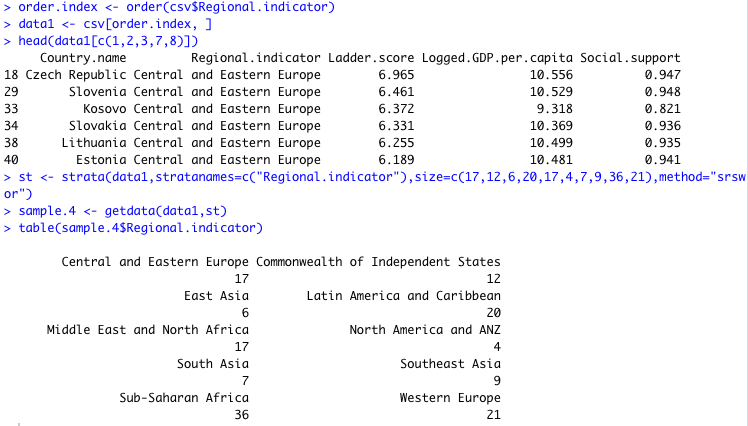 > order.index <- order(csv$Regional.indicator)
> data1 <- csv[order.index, ]
> head(data1[c(1,2,3,7,8)])
Country.name Regional.indicator Ladder.score Logged.GDP.per.capita Social.support
18 Czech Republic Central and Eastern Europe 6.965 10.556 0.947
29 Slovenia Central and Eastern Europe 6.461 10.529 0.948
33 Kosovo Central and Eastern Europe 6.372 9.318 0.821
34 Slovakia Central and Eastern Europe 6.331 10.369 0.936
38 Lithuania Central and Eastern Europe 6.255 10.499 0.935
40 Estonia Central and Eastern Europe 6.189 10.481 0.941
> st <- strata(data1,stratanames=c("Regional.indicator"),size=c(17,12,6,20,17,4,7,9,36,21),method="srsw
or")
> sample.4 <- getdata(data1,st)
> table(sample.4$Regional.indicator)
Central and Eastern Europe Commonwealth of Independent States
17 12
East Asia Latin America and Caribbean
6 20
Middle East and North Africa North America and ANZ
17 4
South Asia Southeast Asia
7 9
Sub-Saharan Africa Western Europe
36 21